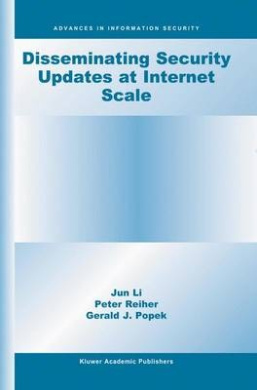 ADVANCES IN INFORMATION SECURITY
Disseminating Security
Updates at Internet
Scale
Jun Li
Peter Reiher
Gerald J. Popek
Kluwer Academic Publishers